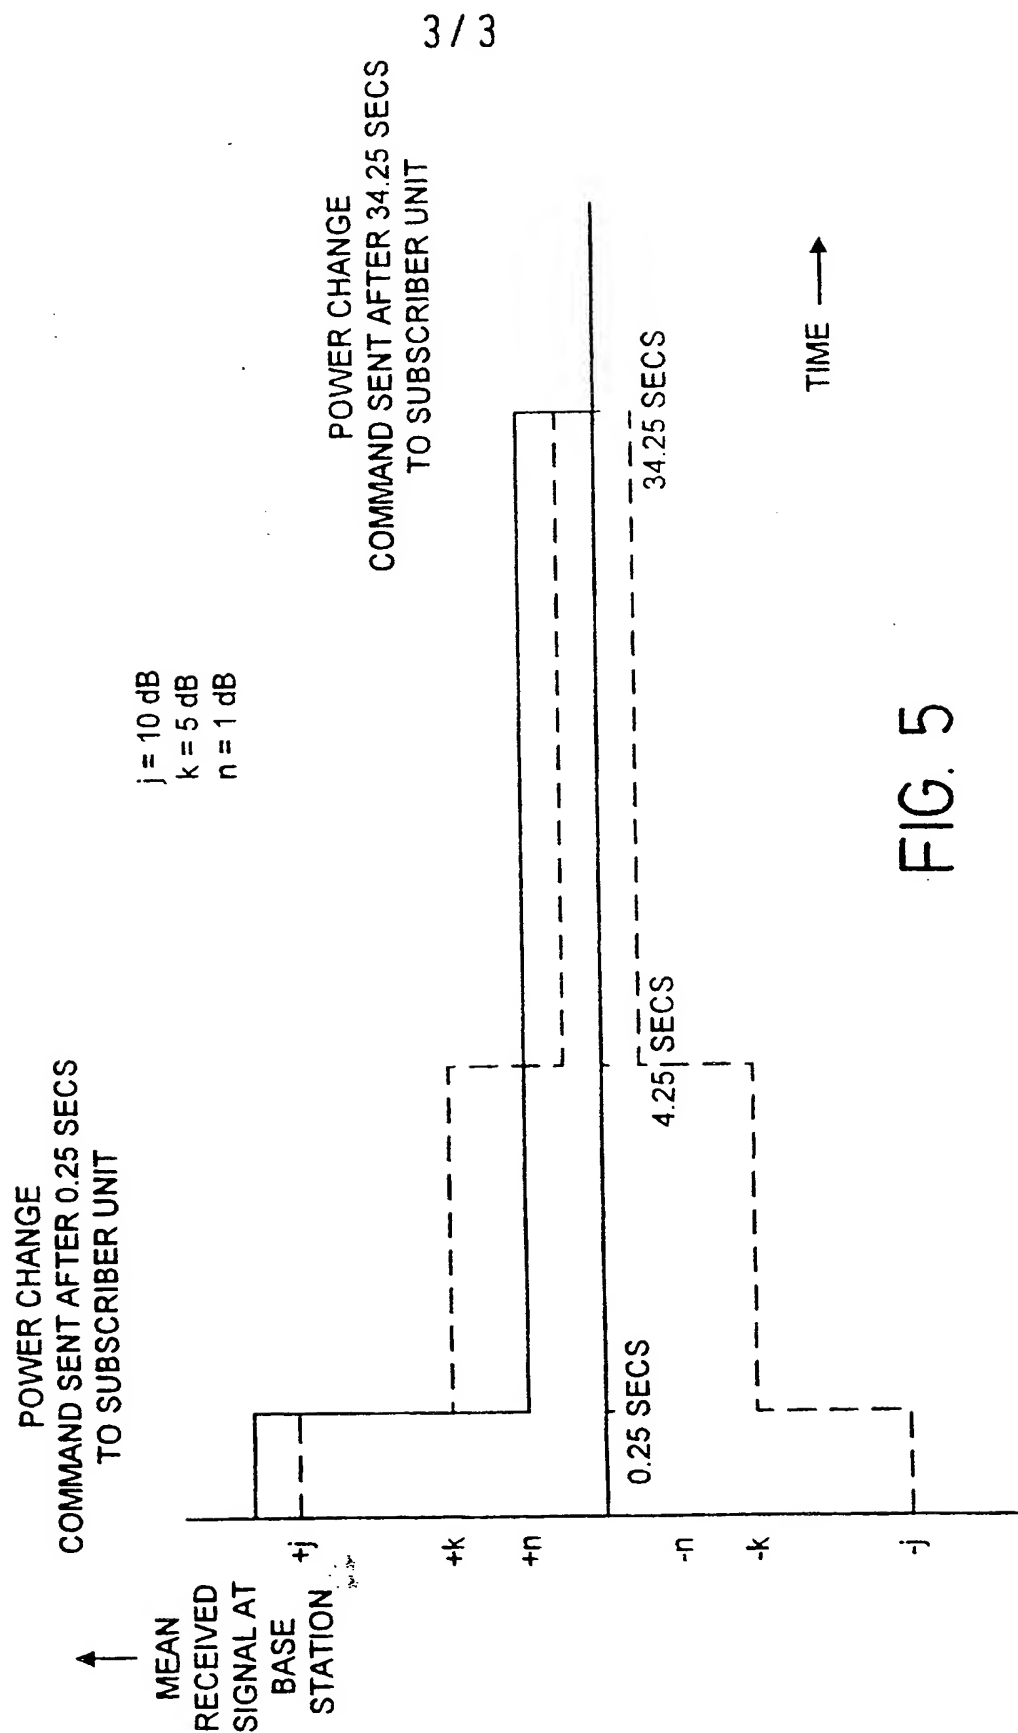 3 / 3
POWER CHANGE
COMMAND SENT AFTER 0.25 SECS
TO SUBSCRIBER UNIT
POWER CHANGE
COMMAND SENT AFTER 34.25 SECS
TO SUBSCRIBER UNIT
j = 10 dB
k = 5 dB
n = 1 dB
MEAN
RECEIVED
SIGNAL AT
BASE
STATION
+j
+k
+n
-n
-k
-j
0.25 SECS
4.25 SECS
34.25 SECS
TIME
FIG. 5